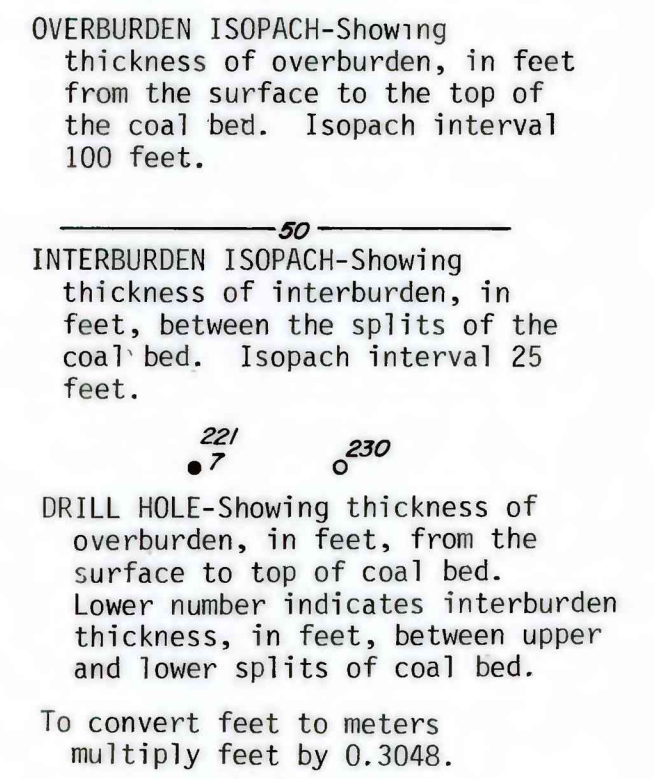 OVERBURDEN ISOPACH-Showing
thickness of overburden, in feet
from the surface to the top of
the coal bed. Isopach interval
100 feet.
50
INTERBURDEN ISOPACH-Showing
thickness of interburden, in
feet, between the splits of the
coal bed. Isopach interval 25
feet.
221
7
230
DRILL HOLE-Showing thickness of
overburden, in feet, from the
surface to top of coal bed.
Lower number indicates interburden
thickness, in feet, between upper
and lower splits of coal bed.
To convert feet to meters
multiply feet by 0.3048.